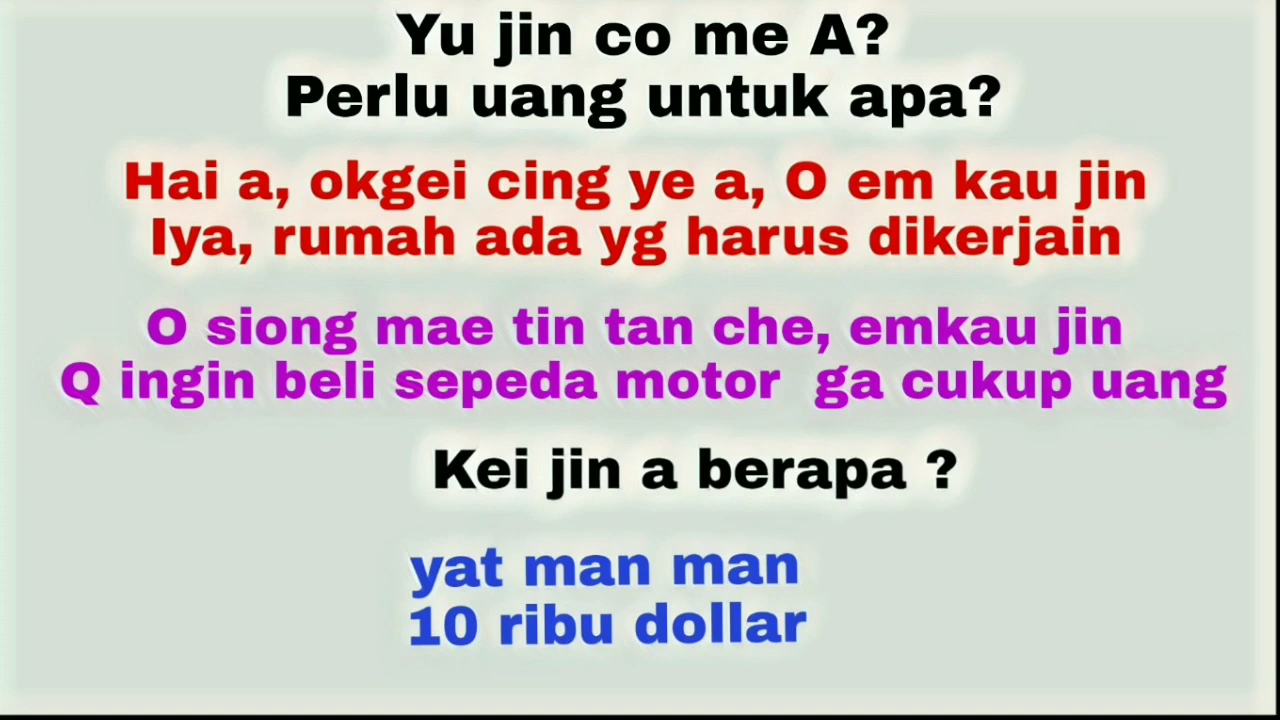 Yu jin co me A?
Perlu uang untuk apa?
Hai a, okgei cing ye a, O em kau jin
Iya, rumah ada yg harus dikerjain
O siong mae tin tan che, emkau jin
Q ingin beli sepeda motor ga cukup uang
Kei jin a berapa ?
yat man man
10 ribu dollar